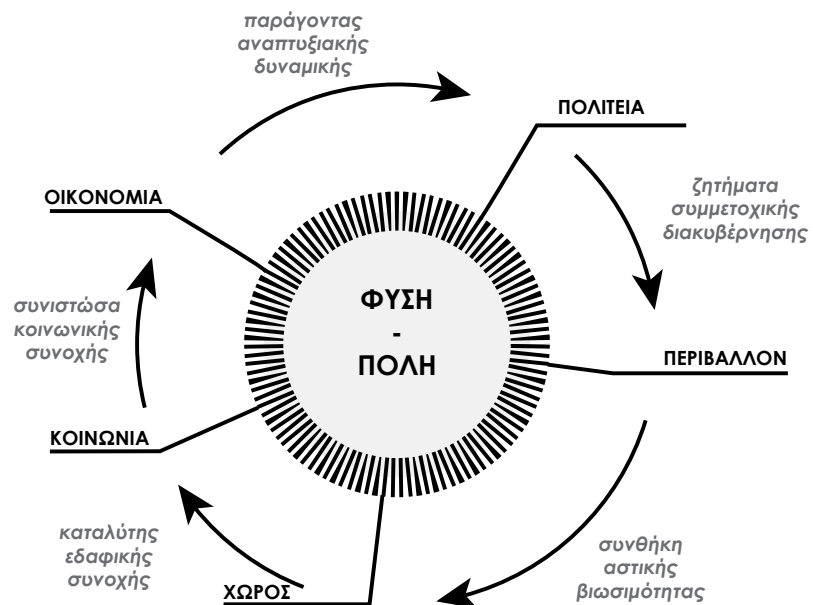 παράγοντας
αναπτυξιακής
δυναμικής
ΠΟΛΙΤΕΙΑ
ζητήματα
συμμετοχικής
διακυβέρνησης
ΟΙΚΟΝΟΜΙΑ
ΦΥΣΗ
-
ΠΟΛΗ
συνιστώσα
κοινωνικής
συνοχής
ΠΕΡΙΒΑΛΛΟΝ
ΚΟΙΝΩΝΙΑ
καταλύτης
εδαφικής
συνοχής
ΧΩΡΟΣ
συνθήκη
αστικής
βιωσιμότητας